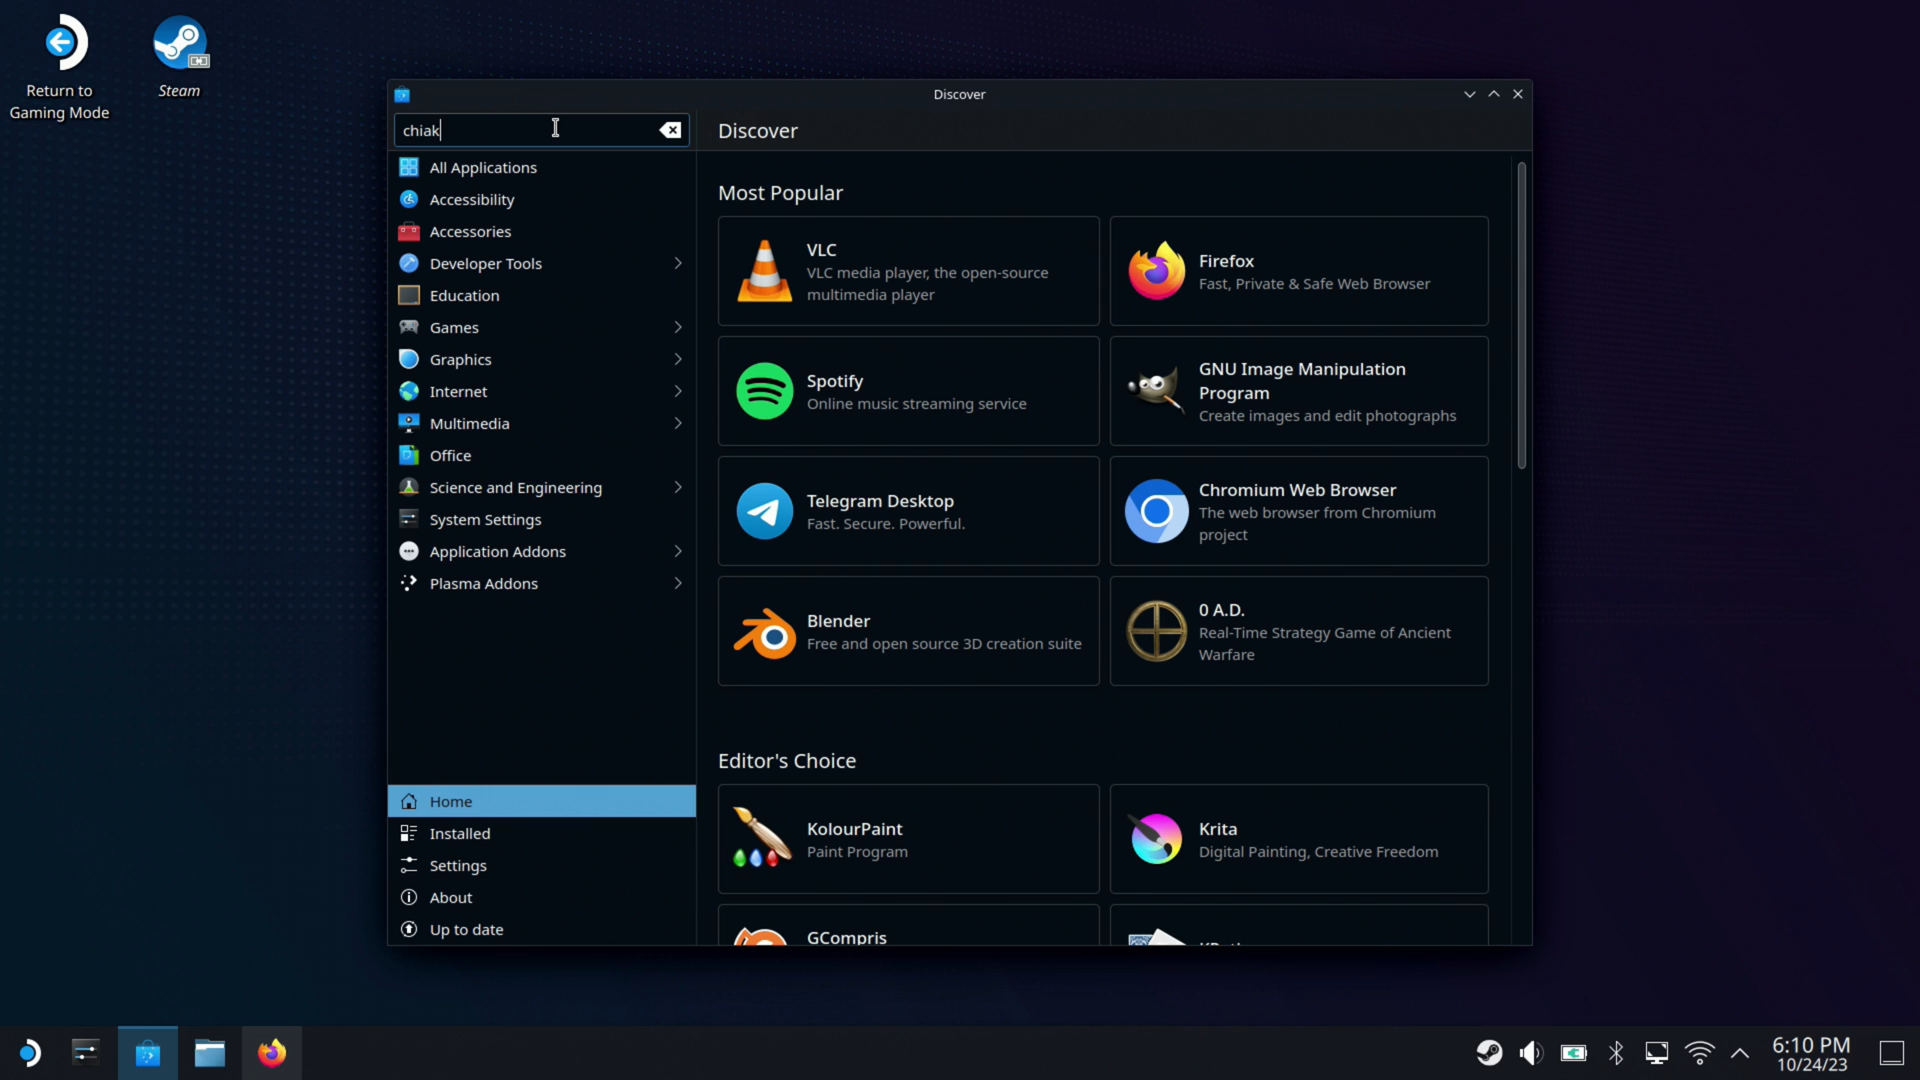 Return to
Gaming Mode
Steam
Discover
chiak
Discover
All Applications
Accessibility
Accessories
Developer Tools
Education
Games
Graphics
Internet
Multimedia
Office
Science and Engineering
System Settings
Application Addons
Plasma Addons
Home
Installed
Settings
About
Up to date
Most Popular
VLC
VLC media player, the open-source
multimedia player
Firefox
Fast, Private & Safe Web Browser
Spotify
Online music streaming service
GNU Image Manipulation
Program
Create images and edit photographs
Telegram Desktop
Fast. Secure. Powerful.
Chromium Web Browser
The web browser from Chromium
project
Blender
Free and open source 3D creation suite
0 A.D.
Real-Time Strategy Game of Ancient
Warfare
Editor's Choice
KolourPaint
Paint Program
Krita
Digital Painting, Creative Freedom
GCompris
6:10 PM
10/24/23